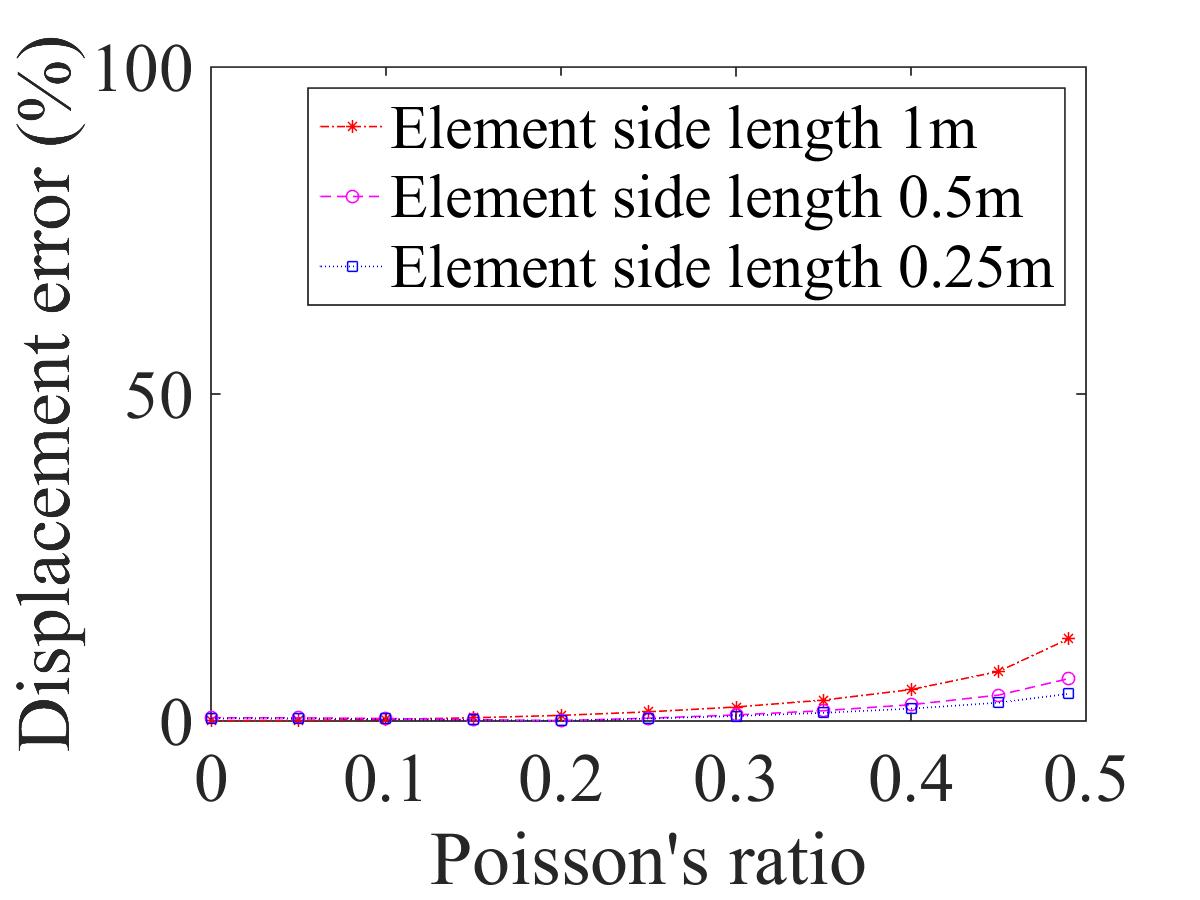 Displacement error (%)
100
50
0
Element side length 1m
Element side length 0.5m
Element side length 0.25m
0 0.1 0.2 0.3 0.4 0.5
Poisson's ratio